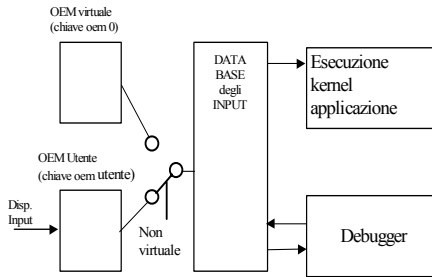 OEM virtuale
(chiave oem 0)
DATA
BASE
degli
INPUT
Esecuzione
kernel
applicazione
OEM Utente
(chiave oem utente)
Disp.
Input
Non
virtuale
Debugger